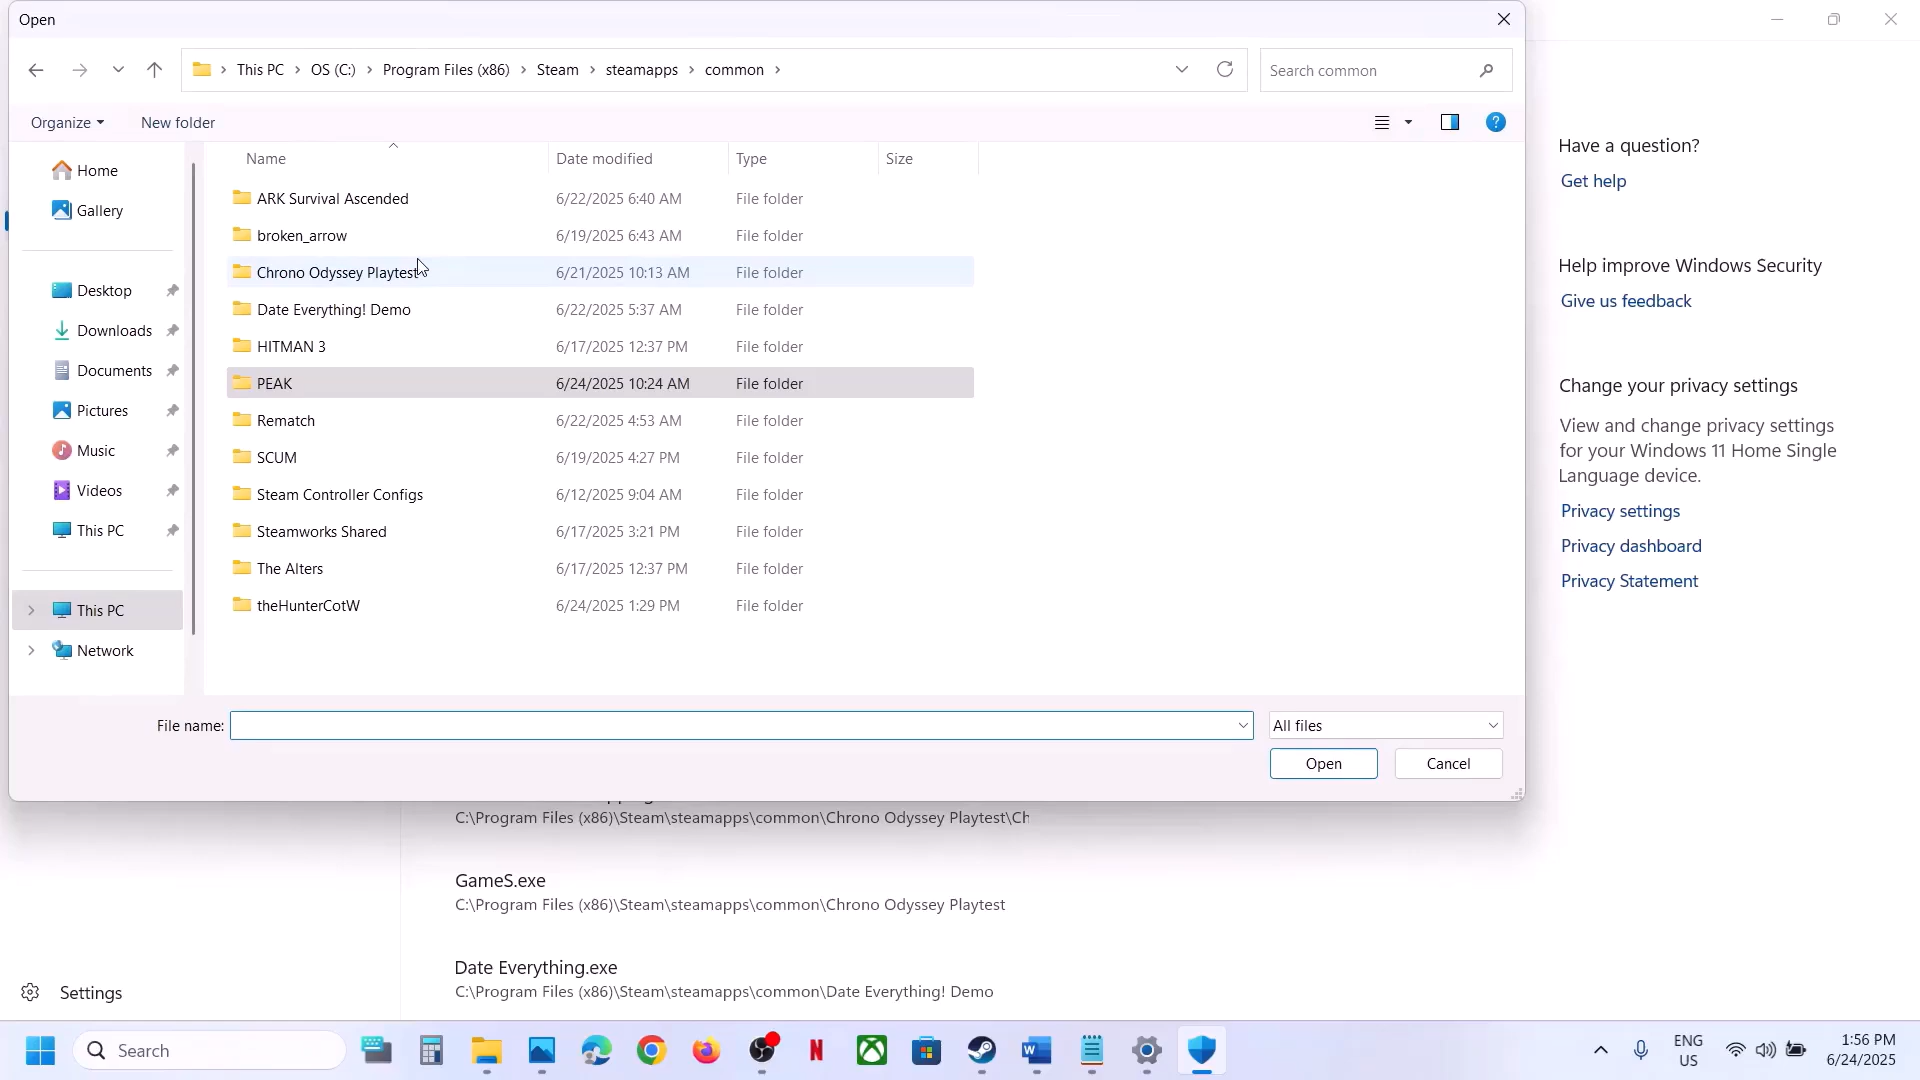 Open
This PC > OS (C:) > Program Files (x86) > Steam > steamapps > common >
Search common
Organize
New folder
Name
Date modified
Type
Size
Home
Gallery
Desktop
Downloads
Documents
Pictures
Music
Videos
This PC
This PC
Network
ARK Survival Ascended 6/22/2025 6:40 AM File folder
broken_arrow 6/19/2025 6:43 AM File folder
Chrono Odyssey Playtest 6/21/2025 10:13 AM File folder
Date Everything! Demo 6/22/2025 5:37 AM File folder
HITMAN 3 6/17/2025 12:37 PM File folder
PEAK 6/24/2025 10:24 AM File folder
Rematch 6/22/2025 4:53 AM File folder
SCUM 6/19/2025 4:27 PM File folder
Steam Controller Configs 6/12/2025 9:04 AM File folder
Steamworks Shared 6/17/2025 3:21 PM File folder
The Alters 6/17/2025 12:37 PM File folder
theHunterCotW 6/24/2025 1:29 PM File folder
File name:
All files
Open
Cancel
Have a question?
Get help
Help improve Windows Security
Give us feedback
Change your privacy settings
View and change privacy settings
for your Windows 11 Home Single
Language device.
Privacy settings
Privacy dashboard
Privacy Statement
C:\Program Files (x86)\Steam\steamapps\common\Chrono Odyssey Playtest\Ch
GameS.exe
C:\Program Files (x86)\Steam\steamapps\common\Chrono Odyssey Playtest
Date Everything.exe
C:\Program Files (x86)\Steam\steamapps\common\Date Everything! Demo
Settings
Search
ENG
US
1:56 PM
6/24/2025